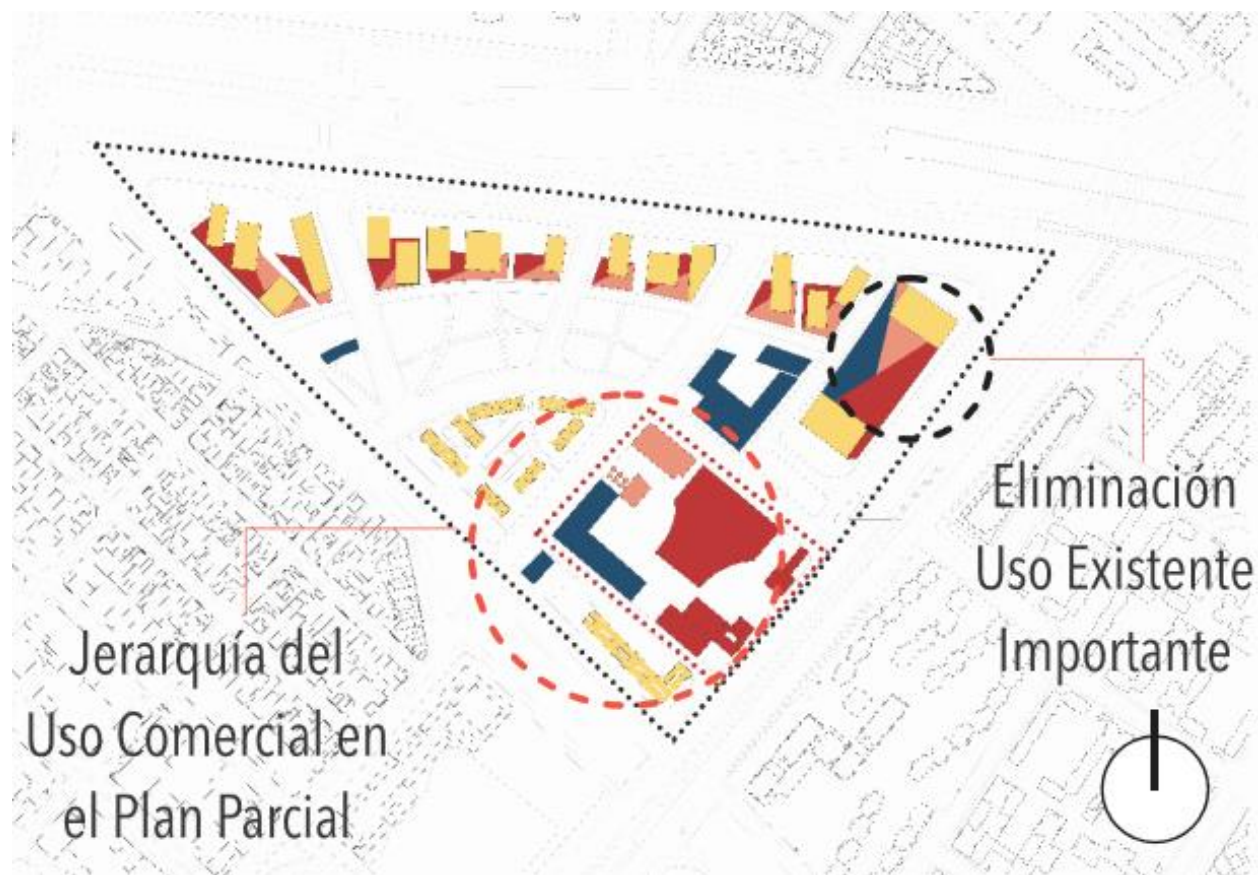 Eliminación
Uso Existente
Importante
Jerarquía del
Uso Comercial en
el Plan Parcial